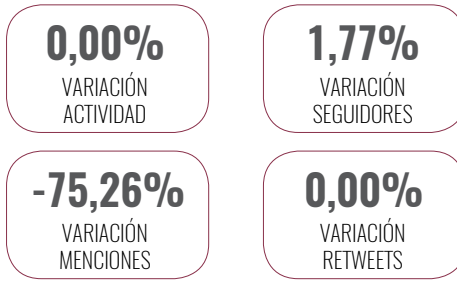 0,00%
VARIACIÓN
ACTIVIDAD
1,77%
VARIACIÓN
SEGUIDORES
-75,26%
VARIACIÓN
MENCIONES
0,00%
VARIACIÓN
RETWEETS